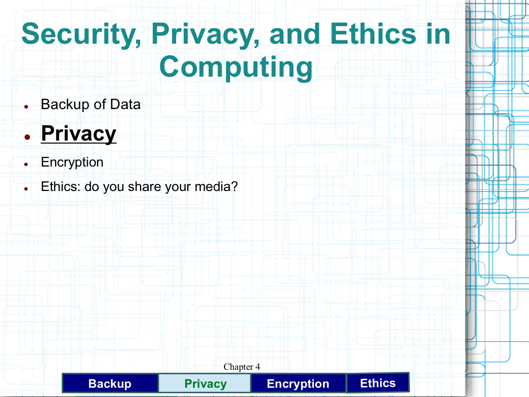 Security, Privacy, and Ethics in
Computing
• Backup of Data
• Privacy
• Encryption
• Ethics: do you share your media?
Chapter 4
Backup Privacy Encryption Ethics